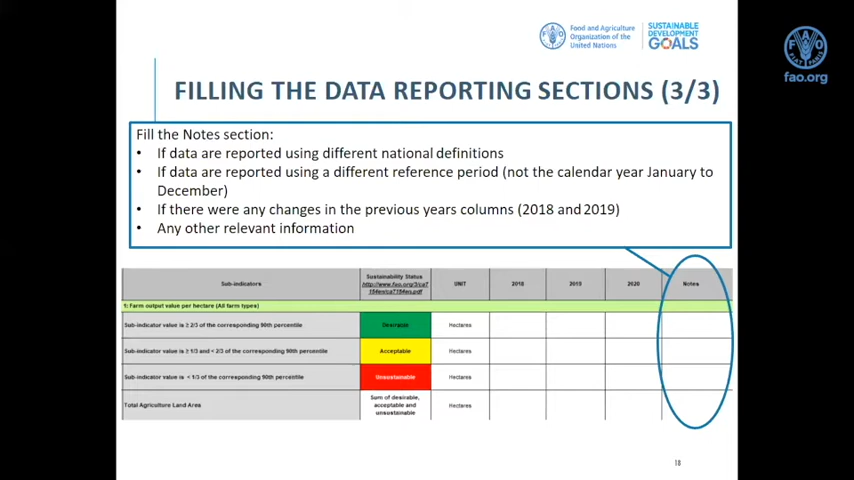 Food and Agriculture
Organization of the
United Nations
SUSTAINABLE
DEVELOPMENT
GOALS
FAO
FIAT PANIS
fao.org
FILLING THE DATA REPORTING SECTIONS (3/3)
Fill the Notes section:
• If data are reported using different national definitions
• If data are reported using a different reference period (not the calendar year January to
December)
• If there were any changes in the previous years columns (2018 and 2019)
• Any other relevant information
Sub-indicators Sustainability Status UNIT 2018 2019 2020 Notes
1: Farm output value per hectare (All farm types)
Sub-indicator value is ≥ 2/3 of the corresponding 90th percentile Desirable Hectares
Sub-indicator value is ≥ 1/3 and < 2/3 of the corresponding 90th percentile Acceptable Hectares
Sub-indicator value is < 1/3 of the corresponding 90th percentile Unsustainable Hectares
Total Agriculture Land Area Sum of desirable, Hectares
acceptable and
unsustainable
18